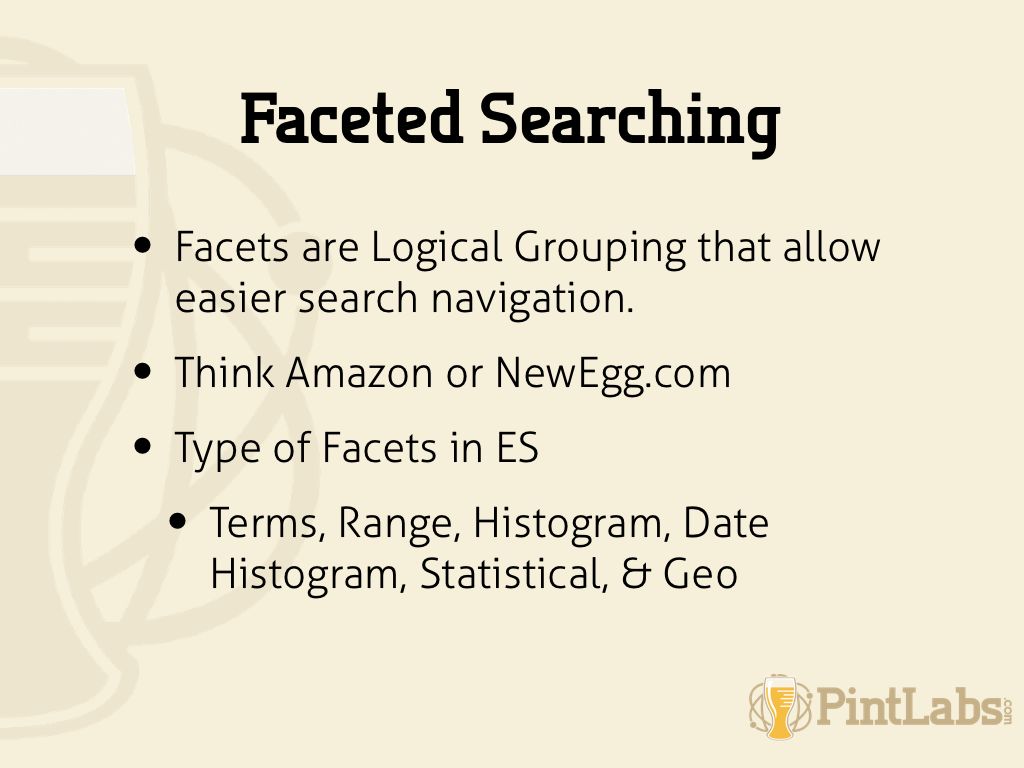 Faceted Searching
• Facets are Logical Grouping that allow
easier search navigation.
• Think Amazon or NewEgg.com
• Type of Facets in ES
• Terms, Range, Histogram, Date
Histogram, Statistical, & Geo
PintLabs.com